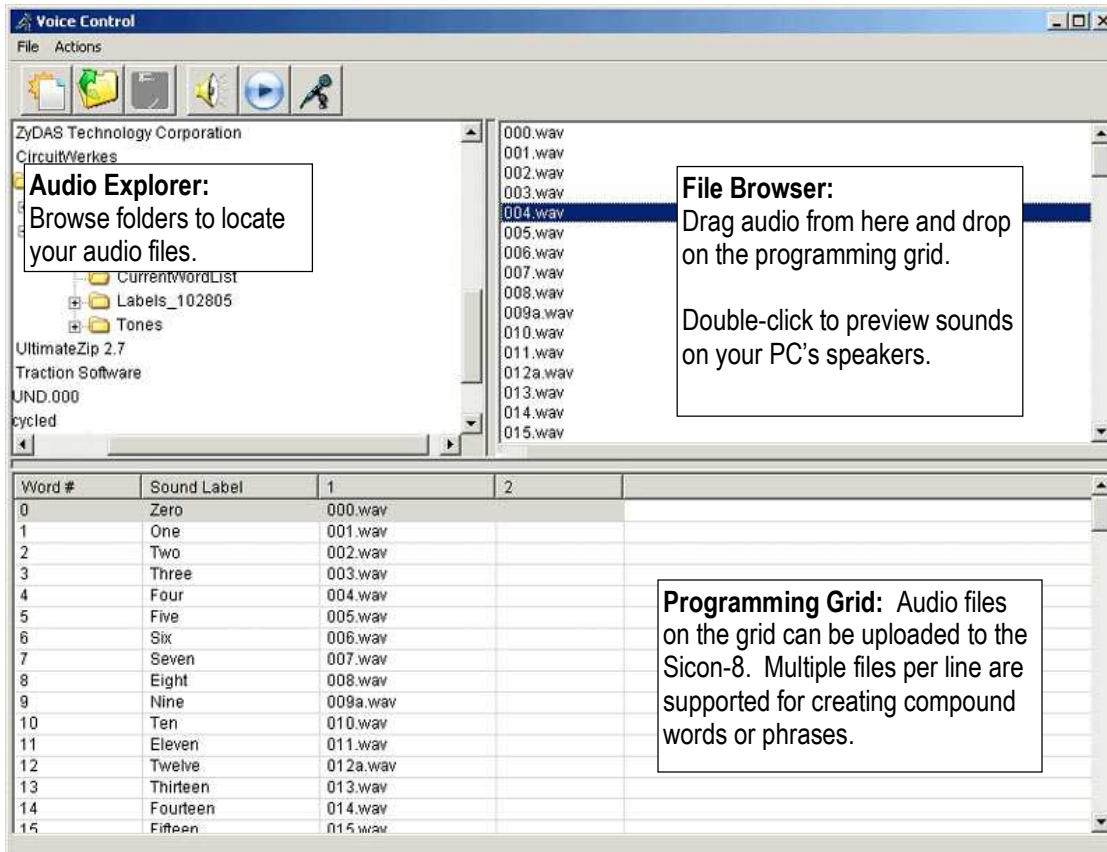 Voice Control
File Actions
ZyDAS Technology Corporation
CircuitWerkes
Audio Explorer:
Browse folders to locate
your audio files.
CurrentWordList
Labels_102805
Tones
UltimateZip 2.7
Traction Software
UND.000
cycled
000.wav
001.wav
002.wav
003.wav
004.wav
005.wav
006.wav
007.wav
008.wav
009a.wav
010.wav
011.wav
012a.wav
013.wav
014.wav
015.wav
File Browser:
Drag audio from here and drop
on the programming grid.
Double-click to preview sounds
on your PC’s speakers.
Word # Sound Label 1 2
0 Zero 000.wav
1 One 001.wav
2 Two 002.wav
3 Three 003.wav
4 Four 004.wav
5 Five 005.wav
6 Six 006.wav
7 Seven 007.wav
8 Eight 008.wav
9 Nine 009a.wav
10 Ten 010.wav
11 Eleven 011.wav
12 Twelve 012a.wav
13 Thirteen 013.wav
14 Fourteen 014.wav
15 Fifteen 015.wav
Programming Grid: Audio files
on the grid can be uploaded to the
Sicon-8. Multiple files per line are
supported for creating compound
words or phrases.